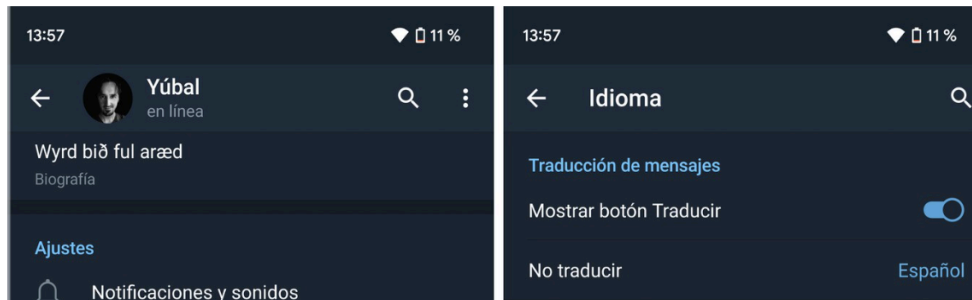 13:57
11 %
Yúbal
en línea
Wyrd bið ful aræd
Biografía
Ajustes
Notificaciones y sonidos
13:57
11 %
Idioma
Traducción de mensajes
Mostrar botón Traducir
No traducir
Español